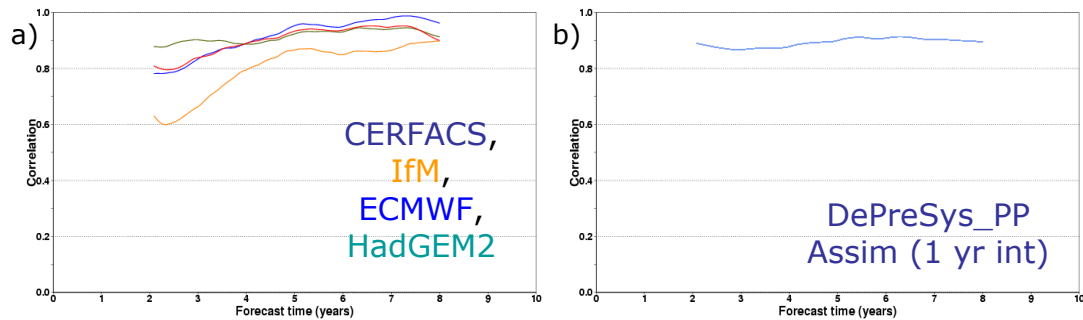 a)
1.0
0.8
0.6
0.4
0.2
0.0
Correlation
0 1 2 3 4 5 6 7 8 9 10
Forecast time (years)
CERFACS,
IfM,
ECMWF,
HadGEM2
b)
1.0
0.8
0.6
0.4
0.2
0.0
Correlation
0 1 2 3 4 5 6 7 8 9 10
Forecast time (years)
DePreSys_PP
Assim (1 yr int)